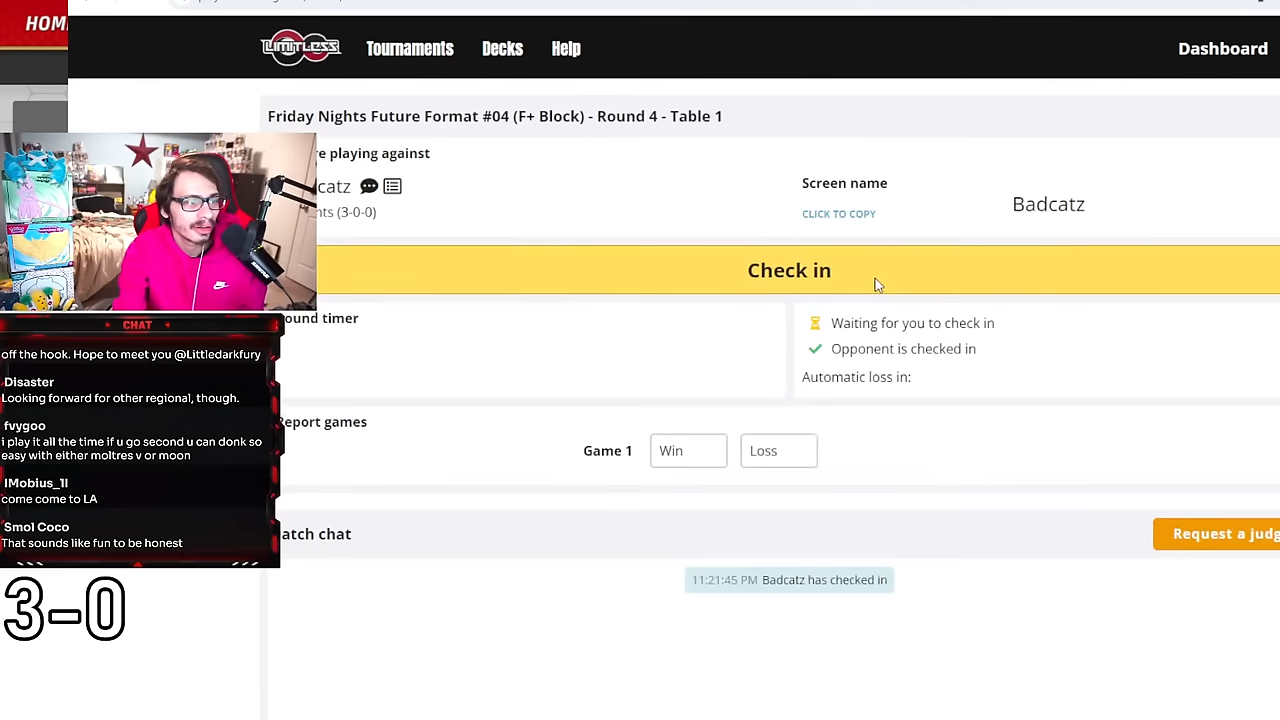 HOM
LIMITLESS
Tournaments
Decks
Help
Dashboard
Friday Nights Future Format #04 (F+ Block) - Round 4 - Table 1
re playing against
catz
nts (3-0-0)
Screen name
CLICK TO COPY
Badcatz
Check in
ound timer
Waiting for you to check in
Opponent is checked in
Automatic loss in:
Report games
Game 1
Win
Loss
atch chat
Request a judg
11:21:45 PM Badcatz has checked in
CHAT
off the hook. Hope to meet you @Littledarkfury
Disaster
Looking forward for other regional, though.
fvygoo
i play it all the time if u go second u can donk so
easy with either moltres v or moon
IMobius_1I
come come to LA
Smol Coco
That sounds like fun to be honest
3-0